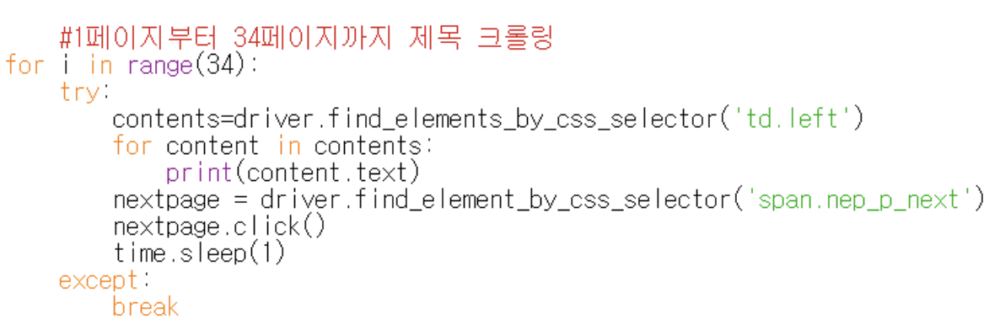 #1페이지부터 34페이지까지 제목 크롤링
for i in range(34):
try:
contents=driver.find_elements_by_css_selector('td.left')
for content in contents:
print(content.text)
nextpage = driver.find_element_by_css_selector('span.nep_p_next')
nextpage.click()
time.sleep(1)
except:
break